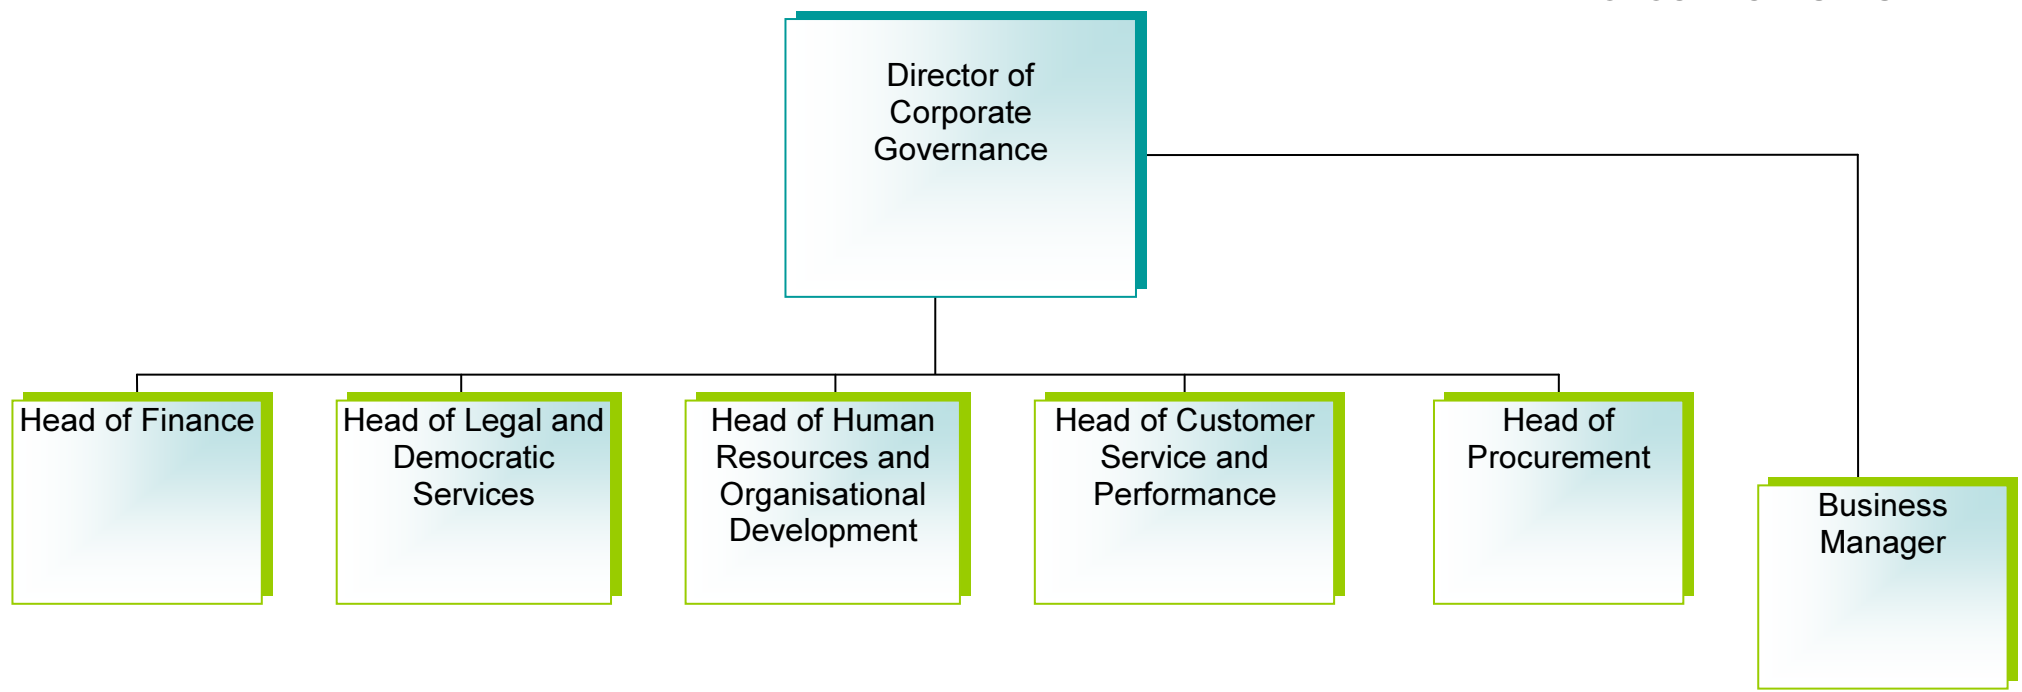 Director of
Corporate
Governance
Head of Finance
Head of Legal and
Democratic
Services
Head of Human
Resources and
Organisational
Development
Head of Customer
Service and
Performance
Head of
Procurement
Business
Manager